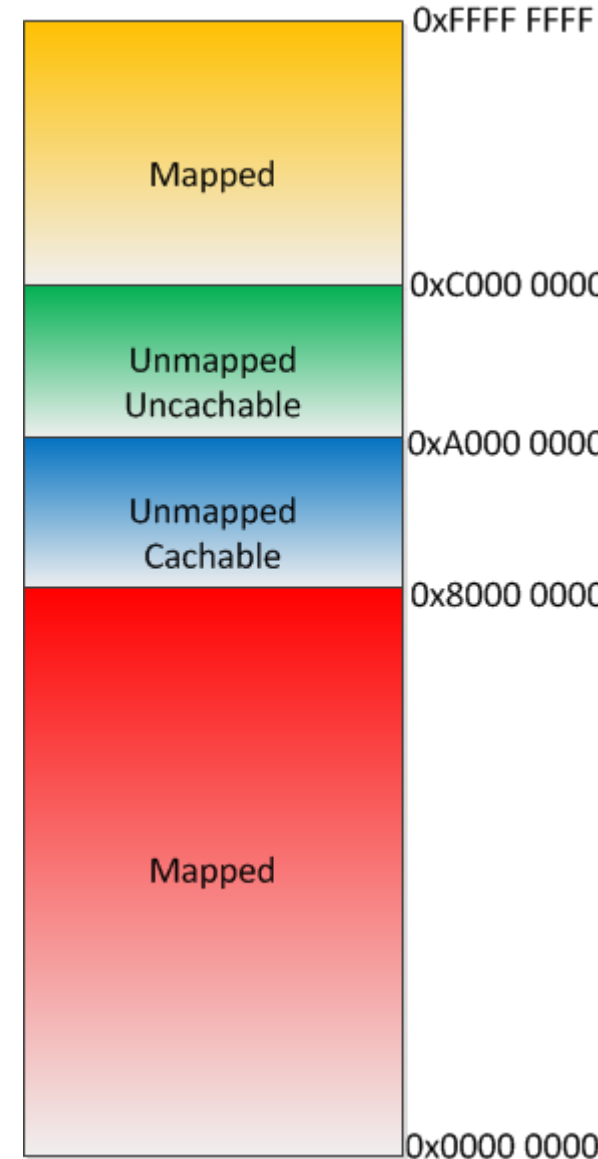 0xFFFF FFFF
Mapped
0xC000 0000
Unmapped
Uncachable
0xA000 0000
Unmapped
Cachable
0x8000 0000
Mapped
0x0000 0000